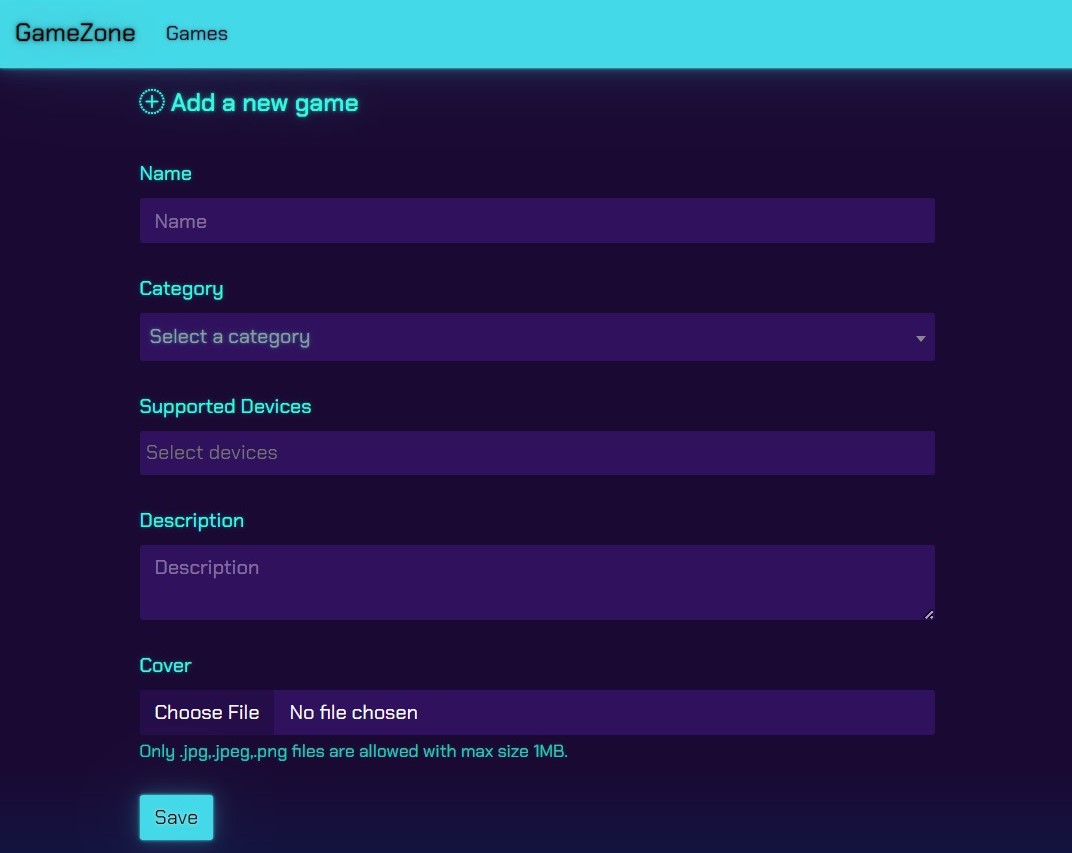 GameZone Games
Add a new game
Name
Name
Category
Select a category
Supported Devices
Select devices
Description
Description
Cover
Choose File No file chosen
Only .jpg,.jpeg,.png files are allowed with max size 1MB.
Save